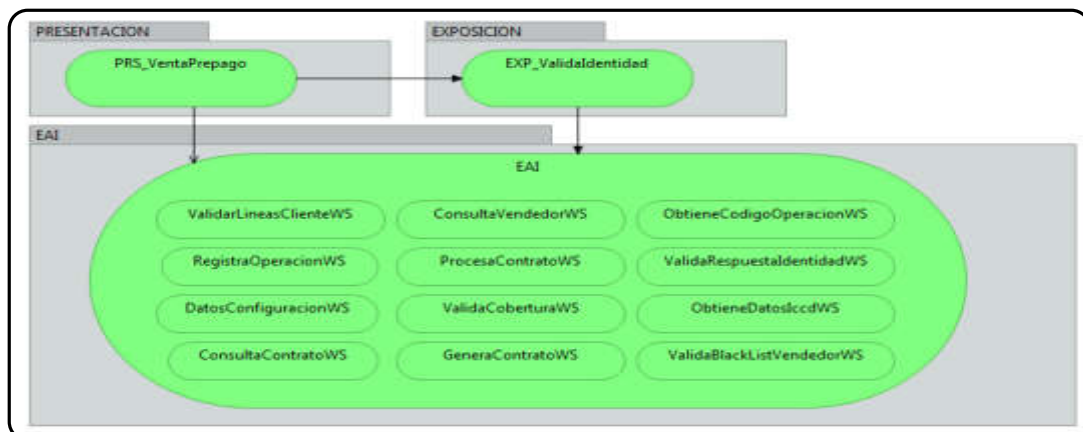 PRESENTACION
EXPOSICION
PRS_VentaPrepago
EXP_ValidaIdentidad
EAI
EAI
ValidarLineasClienteWS
ConsultaVendedorWS
ObtieneCodigoOperacionWS
RegistraOperacionWS
ProcesaContratoWS
ValidaRespuestaIdentidadWS
DatosConfiguracionWS
ValidaCoberturaWS
ObtieneDatosIccdWS
ConsultaContratoWS
GeneraContratoWS
ValidaBlackListVendedorWS